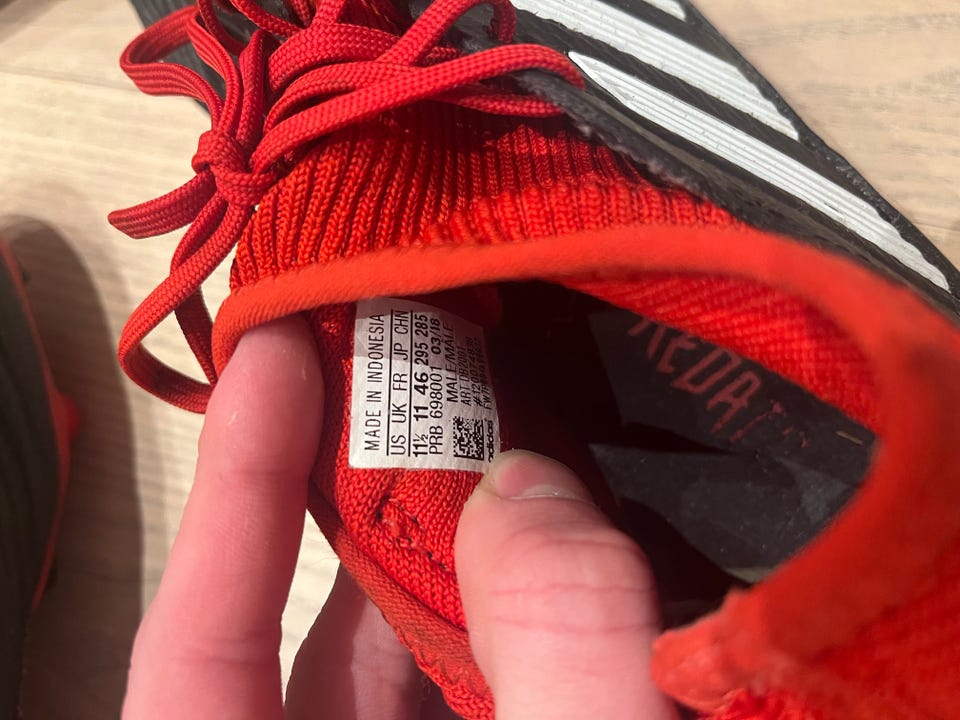 MADE IN INDONESIA
US UK FR JP CHN
11½ 11 46 295 285
PRB 698001 03/18
MALE/MALE
adidas
PREDAT